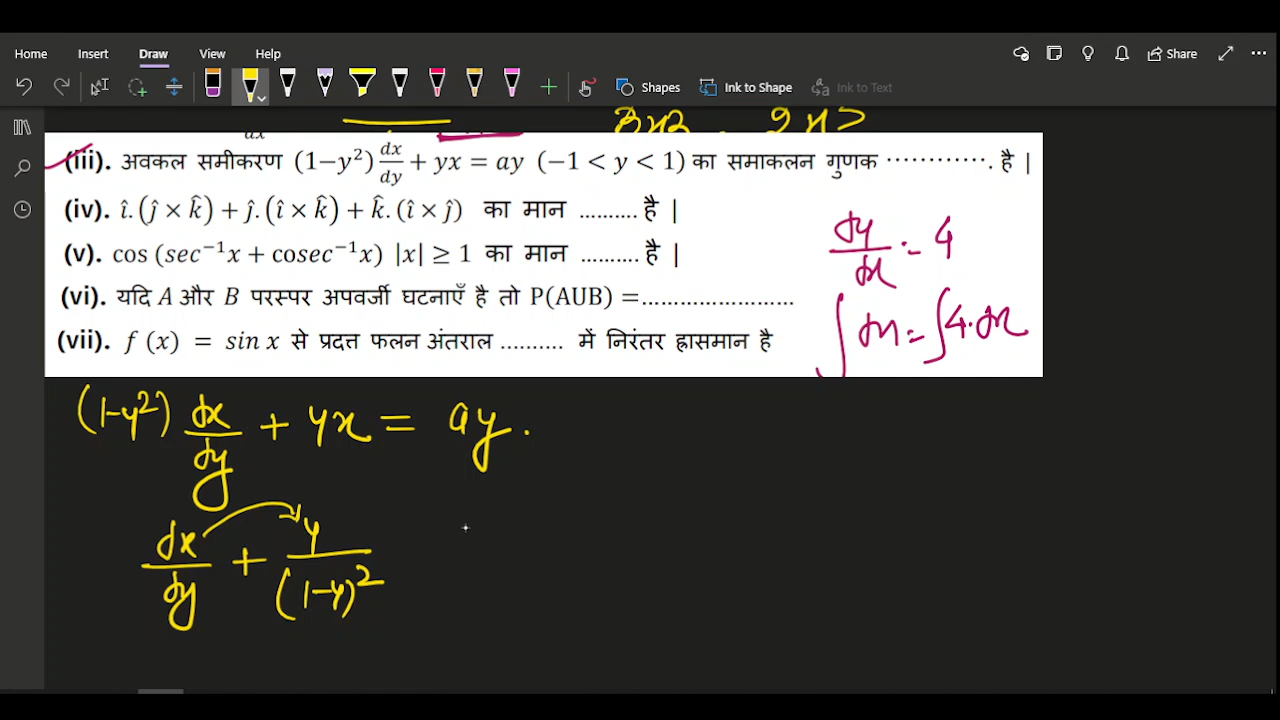 Home Insert Draw View Help Share
Shapes Ink to Shape Ink to Text
dx
(iii). अवकल समीकरण (1−y²) dx/dy + yx = ay (−1 < y < 1) का समाकलन गुणक ············. है |
(iv). î.(ĵ × k̂) + ĵ.(î × k̂) + k̂.(î × ĵ) का मान .......... है |
(v). cos (sec⁻¹x + cosec⁻¹x) |x| ≥ 1 का मान .......... है |
(vi). यदि A और B परस्पर अपवर्जी घटनाएँ है तो P(AUB) =........................
(vii). f (x) = sin x से प्रदत्त फलन अंतराल .......... में निरंतर ह्रासमान है
dy/dx = 4
∫ dn = ∫4·dx
(1-y²) dx/dy + yx = ay .
dx/dy + y/(1-y)²